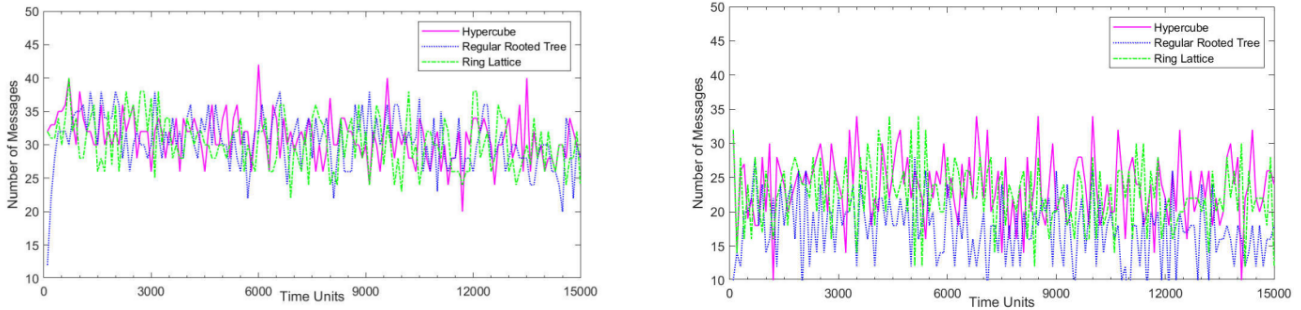 50
45
40
35
30
25
20
15
10
Number of Messages
Hypercube
Regular Rooted Tree
Ring Lattice
0 3000 6000 9000 12000 15000
Time Units
50
45
40
35
30
25
20
15
10
Number of Messages
Hypercube
Regular Rooted Tree
Ring Lattice
0 3000 6000 9000 12000 15000
Time Units